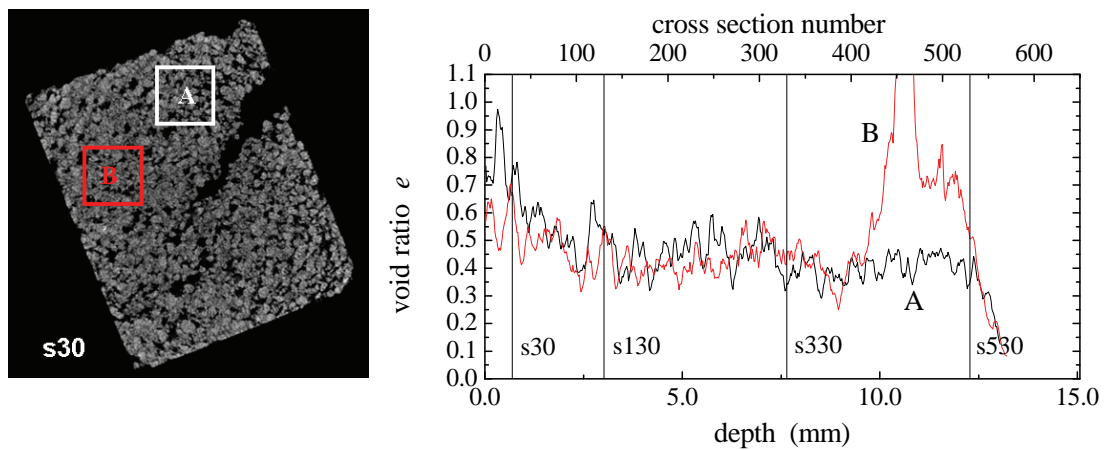 A
B
s30
cross section number
0 100 200 300 400 500 600
1.1
1.0
0.9
0.8
0.7
0.6
0.5
0.4
0.3
0.2
0.1
0.0
void ratio e
B
A
s30 s130 s330 s530
0.0 5.0 10.0 15.0
depth (mm)